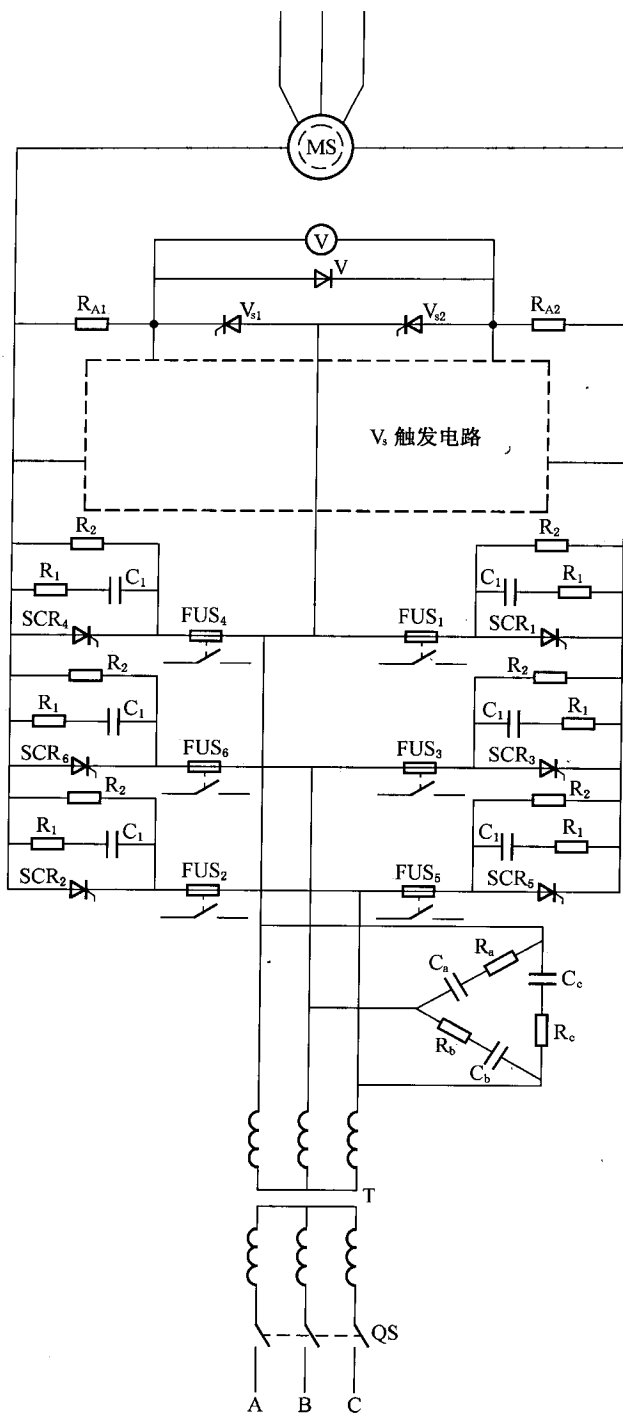 MS
V
V
R_A1 V_s1 V_s2 R_A2
V_s 触发电路
R_2 R_2
R_1 C_1 C_1 R_1
SCR_4 FUS_4 FUS_1 SCR_1
R_2 R_2
R_1 C_1 C_1 R_1
SCR_6 FUS_6 FUS_3 SCR_3
R_2 R_2
R_1 C_1 C_1 R_1
SCR_2 FUS_2 FUS_5 SCR_5
R_a
C_a C_c
R_b R_c
C_b
T
QS
A B C